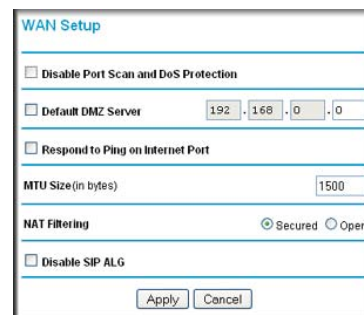 WAN Setup
Disable Port Scan and DoS Protection
Default DMZ Server 192 . 168 . 0 . 0
Respond to Ping on Internet Port
MTU Size(in bytes) 1500
NAT Filtering Secured Open
Disable SIP ALG
Apply Cancel